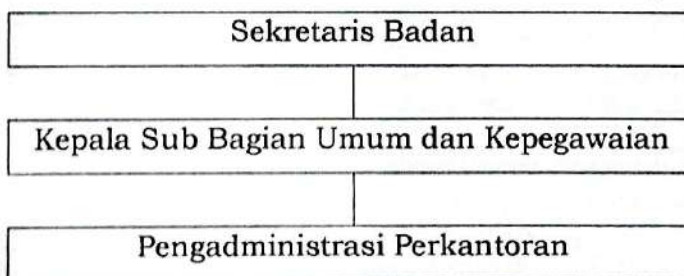 Sekretaris Badan
Kepala Sub Bagian Umum dan Kepegawaian
Pengadministrasi Perkantoran